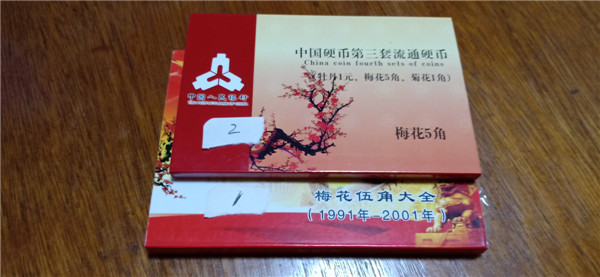 中国硬币第三套流通硬币
China coin fourth sets of coins
(牡丹1元、梅花5角、菊花1角)
中国人民银行
2
梅花5角
1
梅花伍角大全
(1991年-2001年)